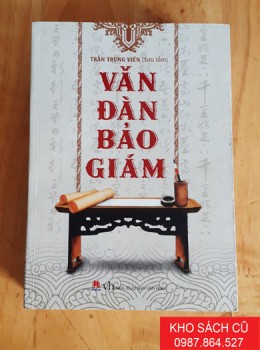 TRẦN TRUNG VIÊN (Sưu tầm)
VĂN
ĐÀN
BẢO
GIÁM
KHO SÁCH CŨ
0987.864.527